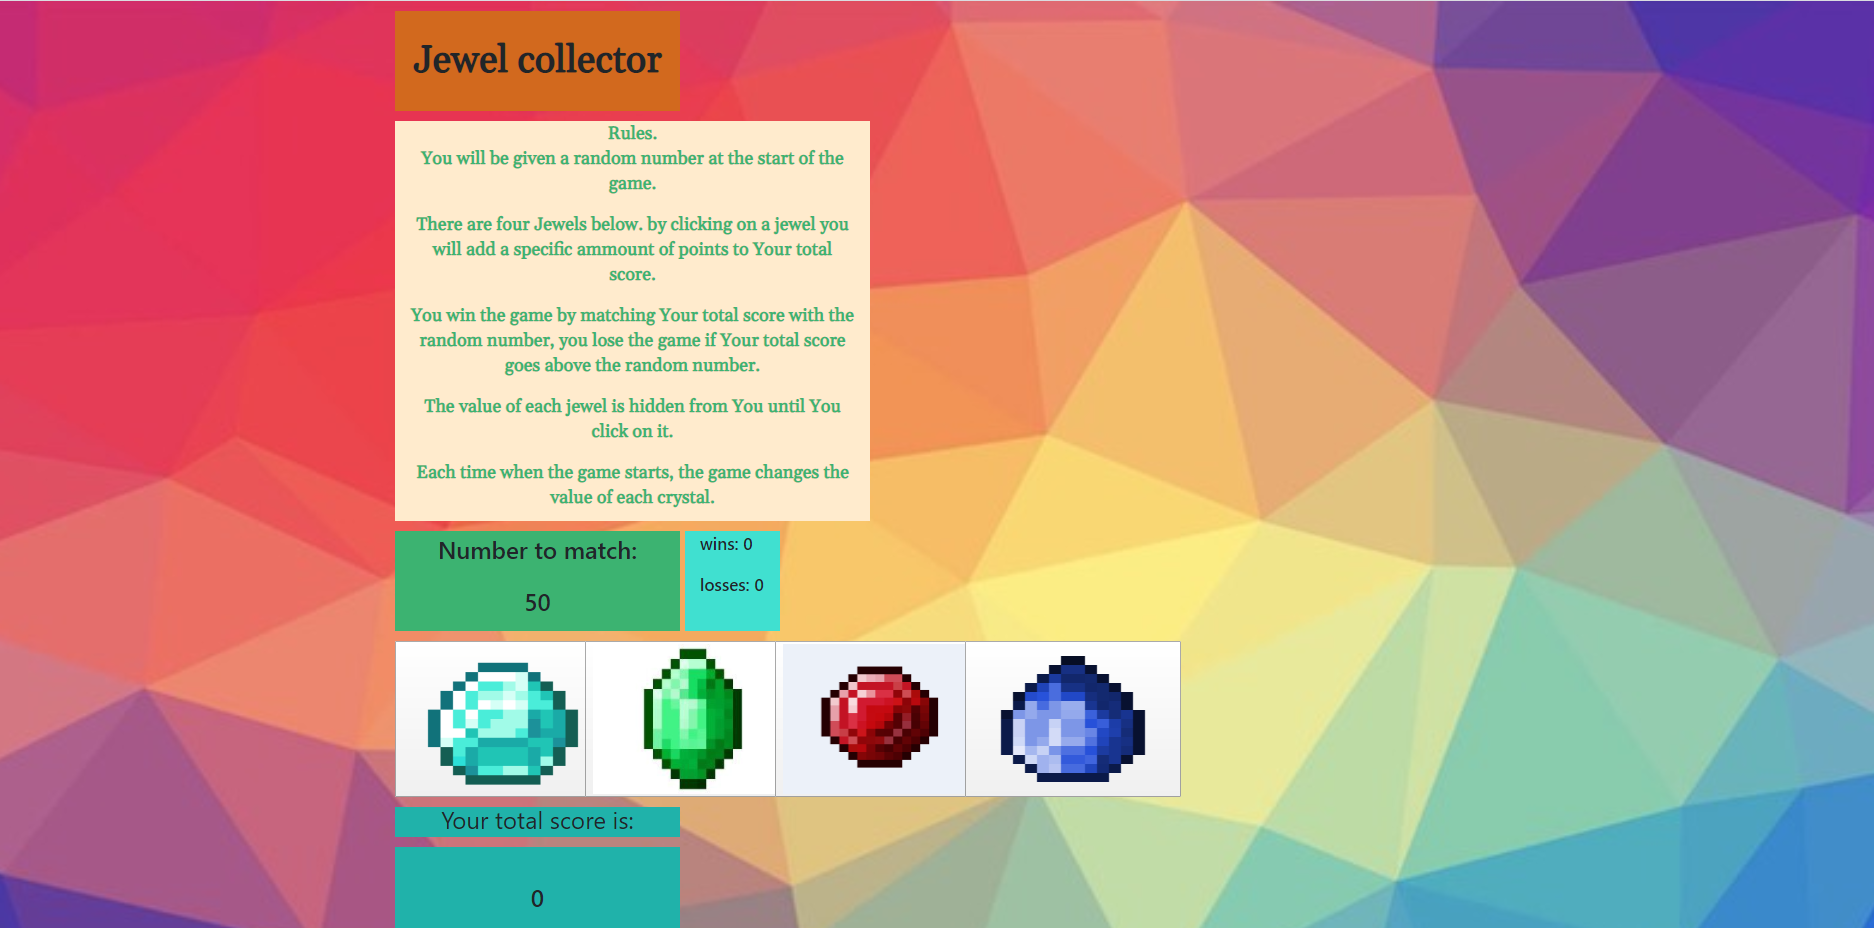 Jewel collector
Rules.
You will be given a random number at the start of the
game.
There are four Jewels below. by clicking on a jewel you
will add a specific ammount of points to Your total
score.
You win the game by matching Your total score with the
random number, you lose the game if Your total score
goes above the random number.
The value of each jewel is hidden from You until You
click on it.
Each time when the game starts, the game changes the
value of each crystal.
Number to match:
50
wins: 0
losses: 0
Your total score is:
0